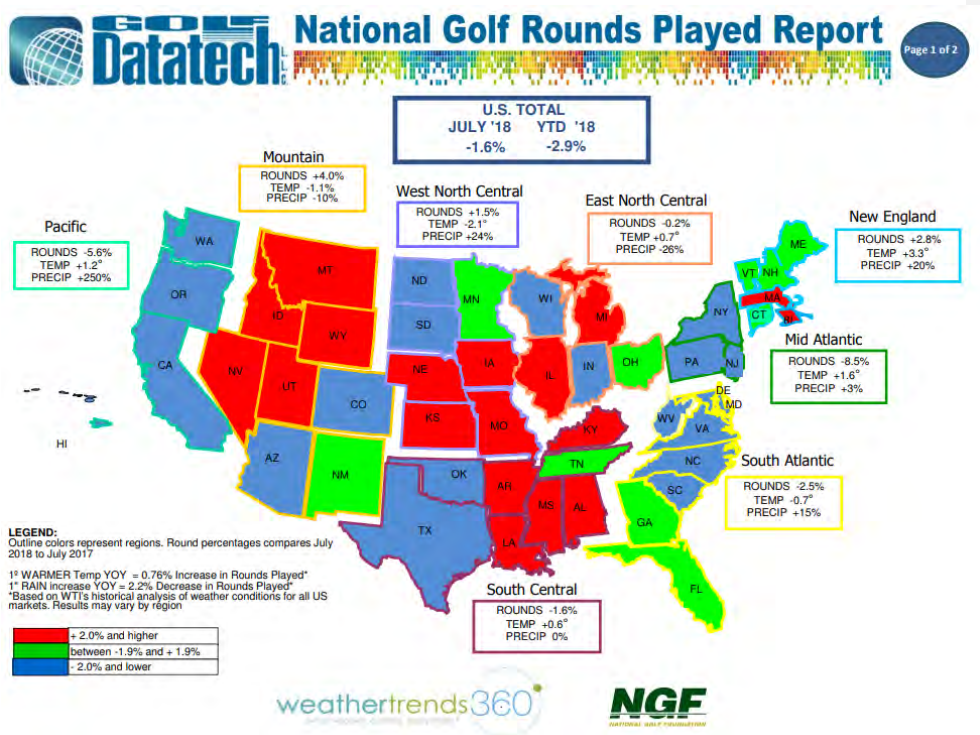 GOLF
Datatech LLC
National Golf Rounds Played Report
Page 1 of 2
U.S. TOTAL
JULY '18 YTD '18
-1.6% -2.9%
Mountain
ROUNDS +4.0%
TEMP -1.1%
PRECIP -10%
West North Central
ROUNDS +1.5%
TEMP -2.1°
PRECIP +24%
East North Central
ROUNDS -0.2%
TEMP +0.7°
PRECIP -26%
New England
ROUNDS +2.8%
TEMP +3.3°
PRECIP +20%
Pacific
ROUNDS -5.6%
TEMP +1.2°
PRECIP +250%
Mid Atlantic
ROUNDS -8.5%
TEMP +1.6°
PRECIP +3%
South Atlantic
ROUNDS -2.5%
TEMP -0.7°
PRECIP +15%
South Central
ROUNDS -1.6%
TEMP +0.6°
PRECIP 0%
WA
OR
CA
HI
MT
ID
WY
NV
UT
CO
AZ
NM
ND
SD
NE
KS
MN
IA
MO
WI
MI
IL
IN
OH
KY
TN
OK
TX
AR
LA
MS
AL
ME
VT
NH
MA
CT
RI
NY
PA
NJ
DE
MD
WV
VA
NC
SC
GA
FL
LEGEND:
Outline colors represent regions. Round percentages compares July
2018 to July 2017
1º WARMER Temp YOY = 0.76% Increase in Rounds Played*
1" RAIN increase YOY = 2.2% Decrease in Rounds Played*
*Based on WTI's historical analysis of weather conditions for all US
markets. Results may vary by region
+ 2.0% and higher
between -1.9% and + 1.9%
- 2.0% and lower
weathertrends360°
NGF
NATIONAL GOLF FOUNDATION